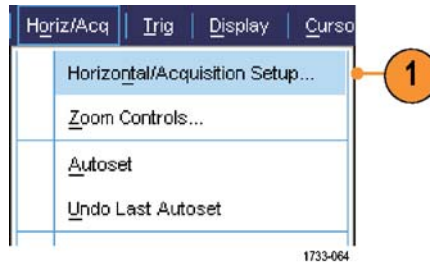 Horiz/Acq Trig Display Curso
Horizontal/Acquisition Setup...
1
Zoom Controls...
Autoset
Undo Last Autoset
1733-064